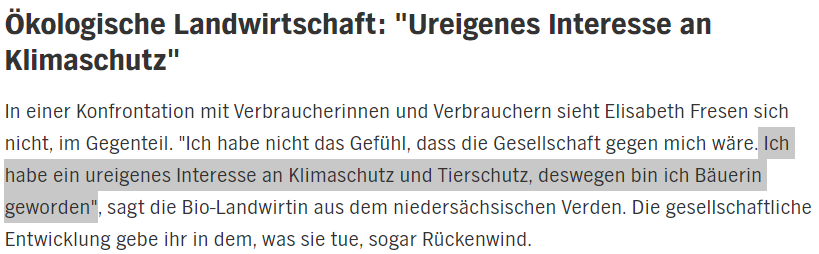 Ökologische Landwirtschaft: "Ureigenes Interesse an
Klimaschutz"
In einer Konfrontation mit Verbraucherinnen und Verbrauchern sieht Elisabeth Fresen sich
nicht, im Gegenteil. "Ich habe nicht das Gefühl, dass die Gesellschaft gegen mich wäre. Ich
habe ein ureigenes Interesse an Klimaschutz und Tierschutz, deswegen bin ich Bäuerin
geworden", sagt die Bio-Landwirtin aus dem niedersächsischen Verden. Die gesellschaftliche
Entwicklung gebe ihr in dem, was sie tue, sogar Rückenwind.